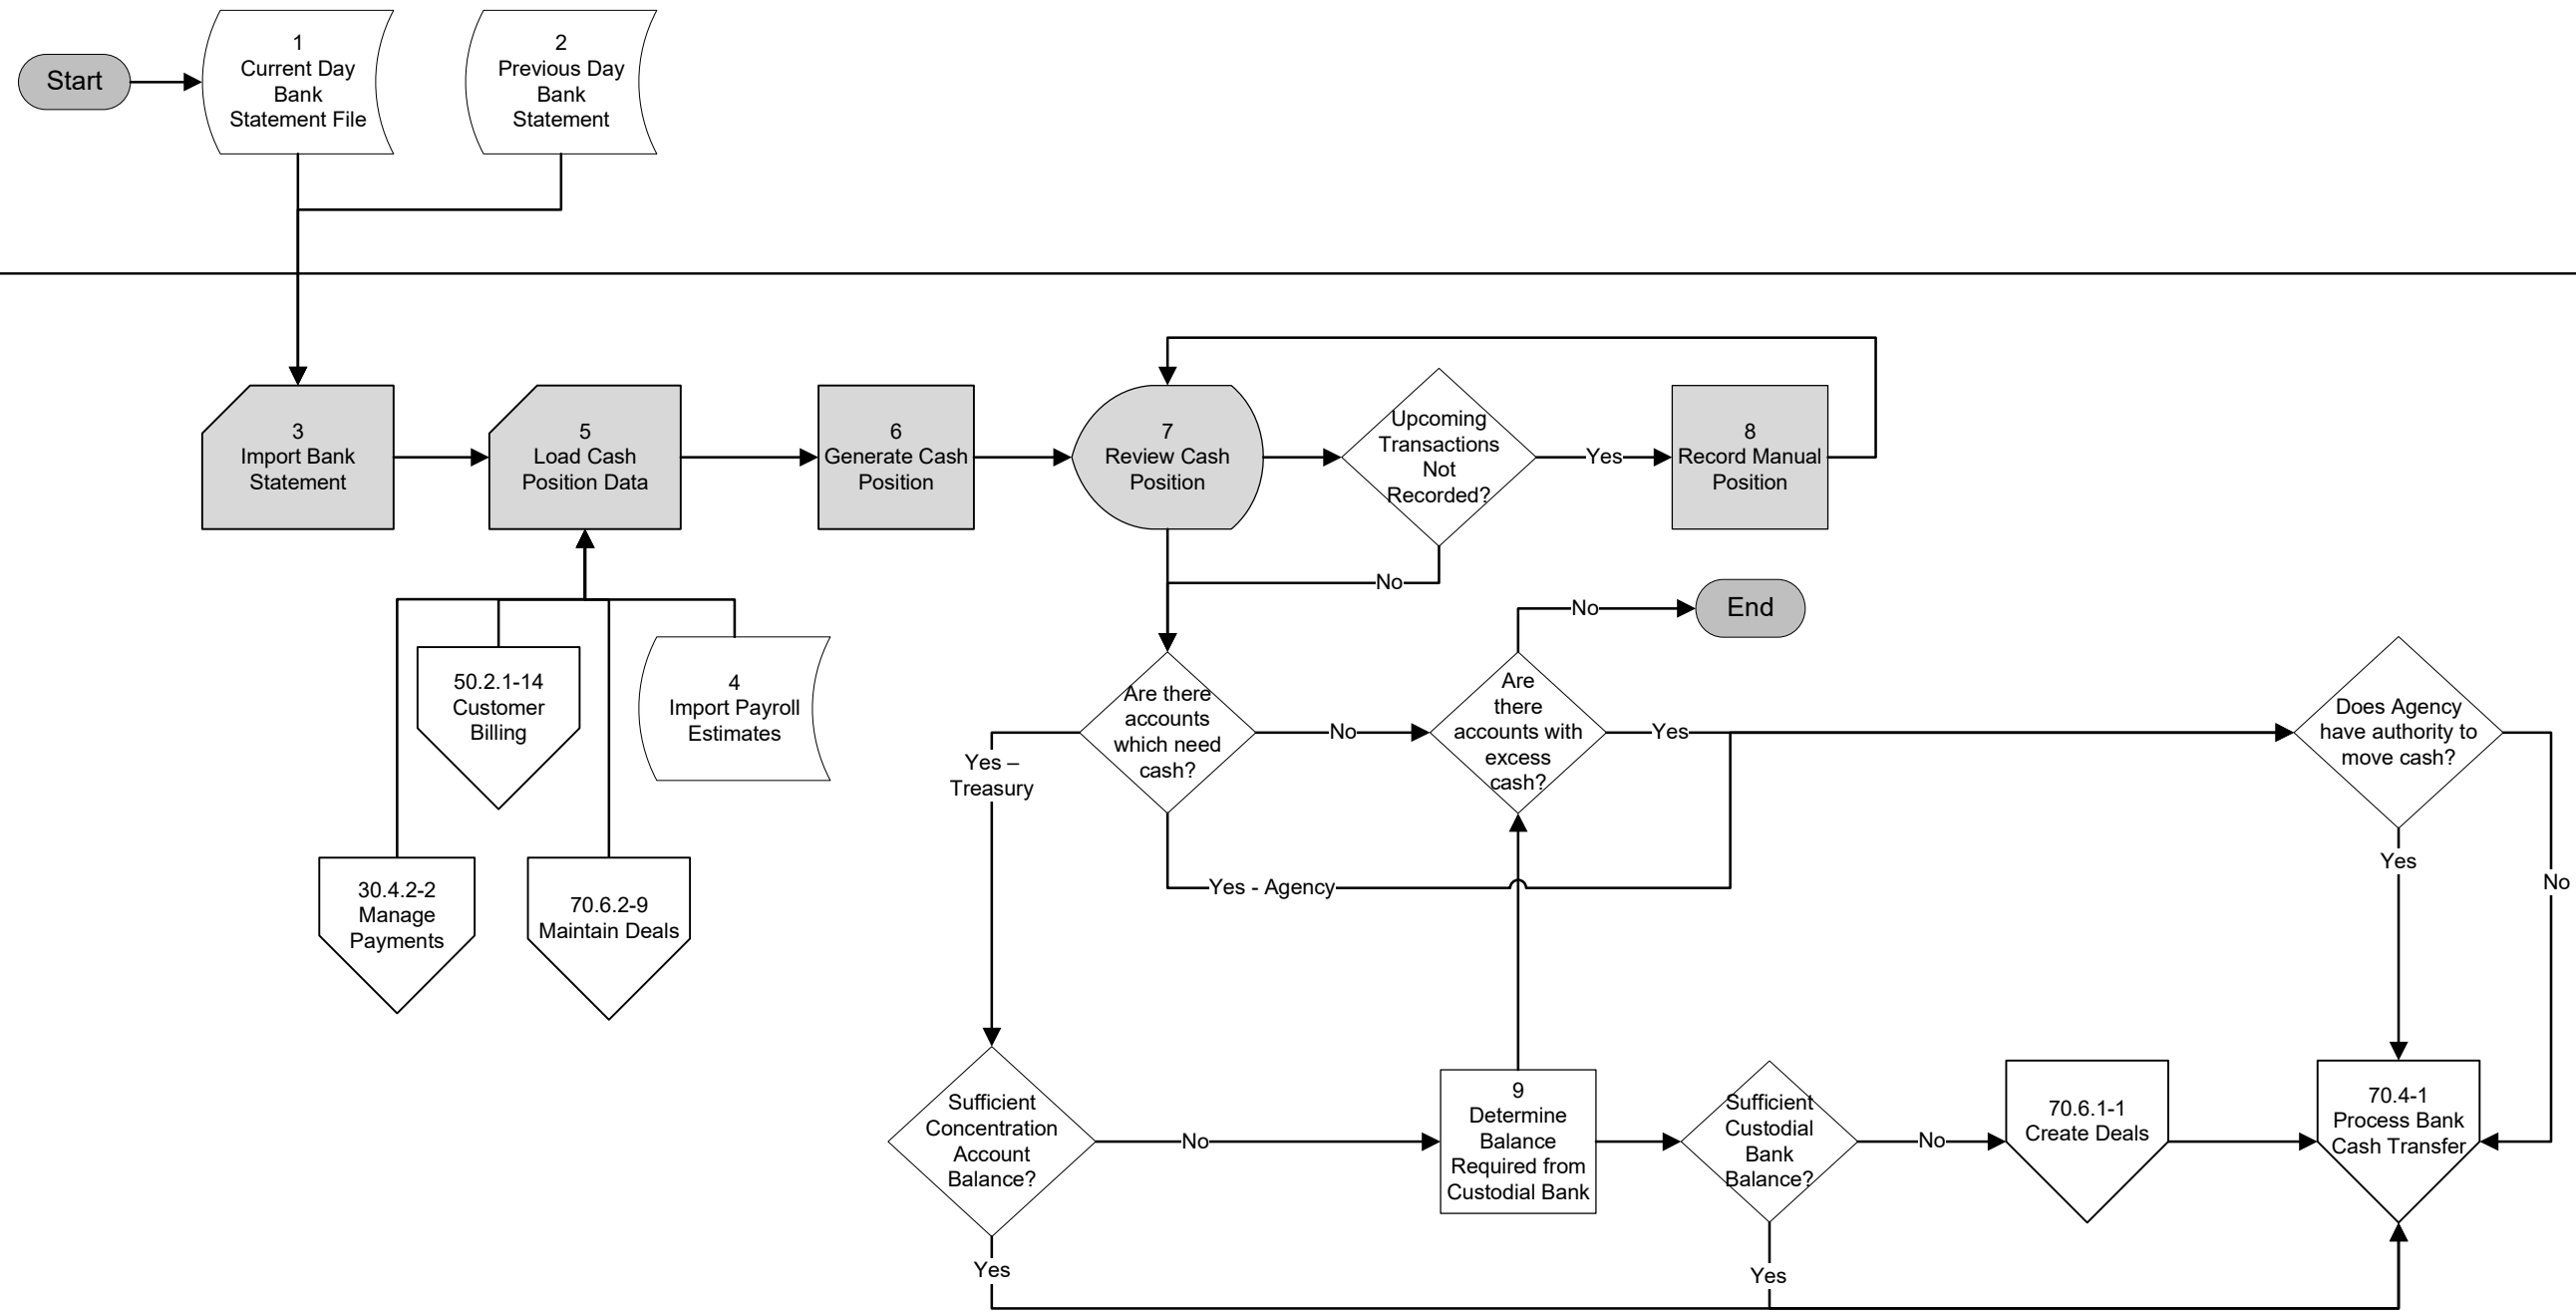 Start
1
Current Day
Bank
Statement File
2
Previous Day
Bank
Statement
3
Import Bank
Statement
5
Load Cash
Position Data
6
Generate Cash
Position
7
Review Cash
Position
Upcoming
Transactions
Not
Recorded?
Yes
8
Record Manual
Position
No
No
End
50.2.1-14
Customer
Billing
4
Import Payroll
Estimates
30.4.2-2
Manage
Payments
70.6.2-9
Maintain Deals
Are there
accounts
which need
cash?
No
Are
there
accounts with
excess
cash?
Yes
Does Agency
have authority to
move cash?
Yes –
Treasury
Yes - Agency
Yes
No
Sufficient
Concentration
Account
Balance?
No
9
Determine
Balance
Required from
Custodial Bank
Sufficient
Custodial
Bank
Balance?
No
70.6.1-1
Create Deals
70.4-1
Process Bank
Cash Transfer
Yes
Yes